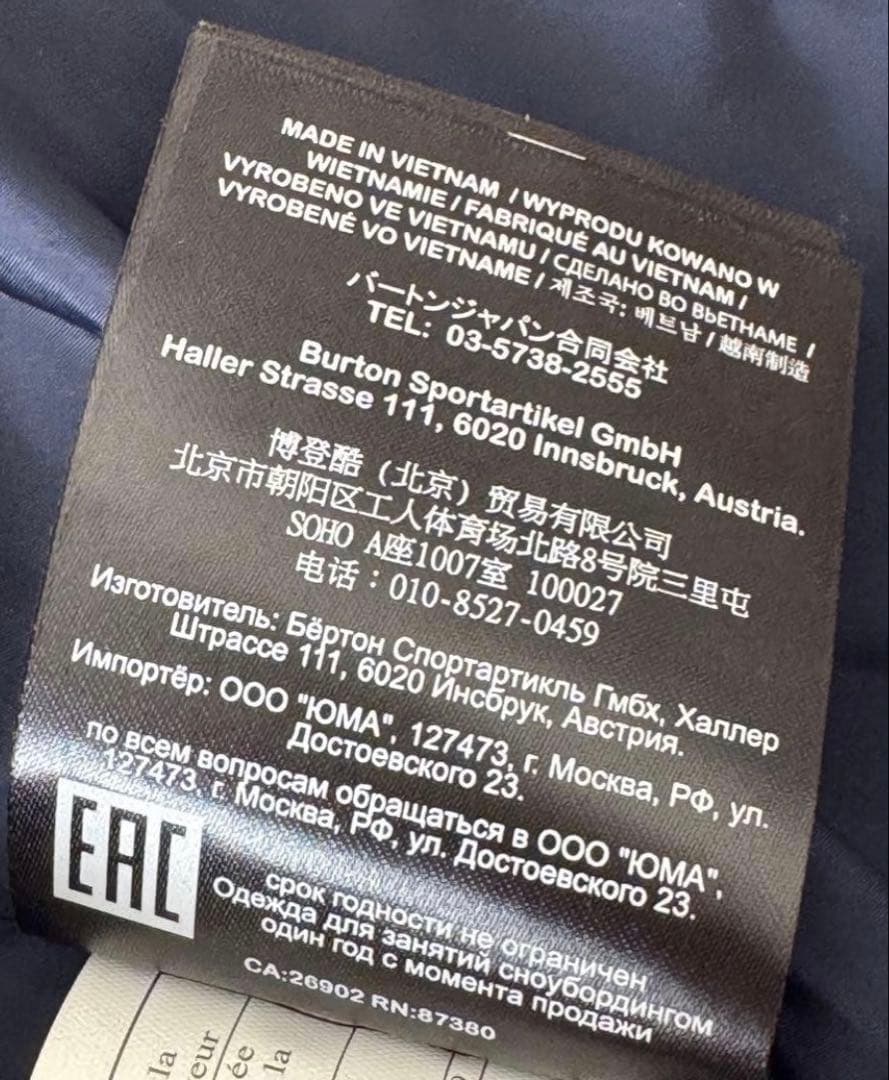 MADE IN VIETNAM / WYPRODU KOWANO W
WIETNAMIE / FABRIQUÉ AU VIETNAM /
VYROBENO VE VIETNAMU / СДЕЛАНО ВО ВЬЕТНАМЕ /
VYROBENÉ VO VIETNAME / 제조국: 베트남 / 越南制造
バートンジャパン合同会社
TEL: 03-5738-2555
Burton Sportartikel GmbH
Haller Strasse 111, 6020 Innsbruck, Austria.
博登酷（北京）贸易有限公司
北京市朝阳区工人体育场北路8号院三里屯
SOHO A座1007室 100027
电话：010-8527-0459
Изготовитель: Бёртон Спортартикль Гмбх, Халлер
Штрассе 111, 6020 Инсбрук, Австрия.
Импортёр: ООО "ЮМА", 127473, г. Москва, РФ, ул.
Достоевского 23.
по всем вопросам обращаться в ООО "ЮМА",
127473, г. Москва, РФ, ул. Достоевского 23.
EAC
срок годности не ограничен
Одежда для занятий сноубордингом
один год с момента продажи
CA:26902 RN:87380
la
eur
ée
la